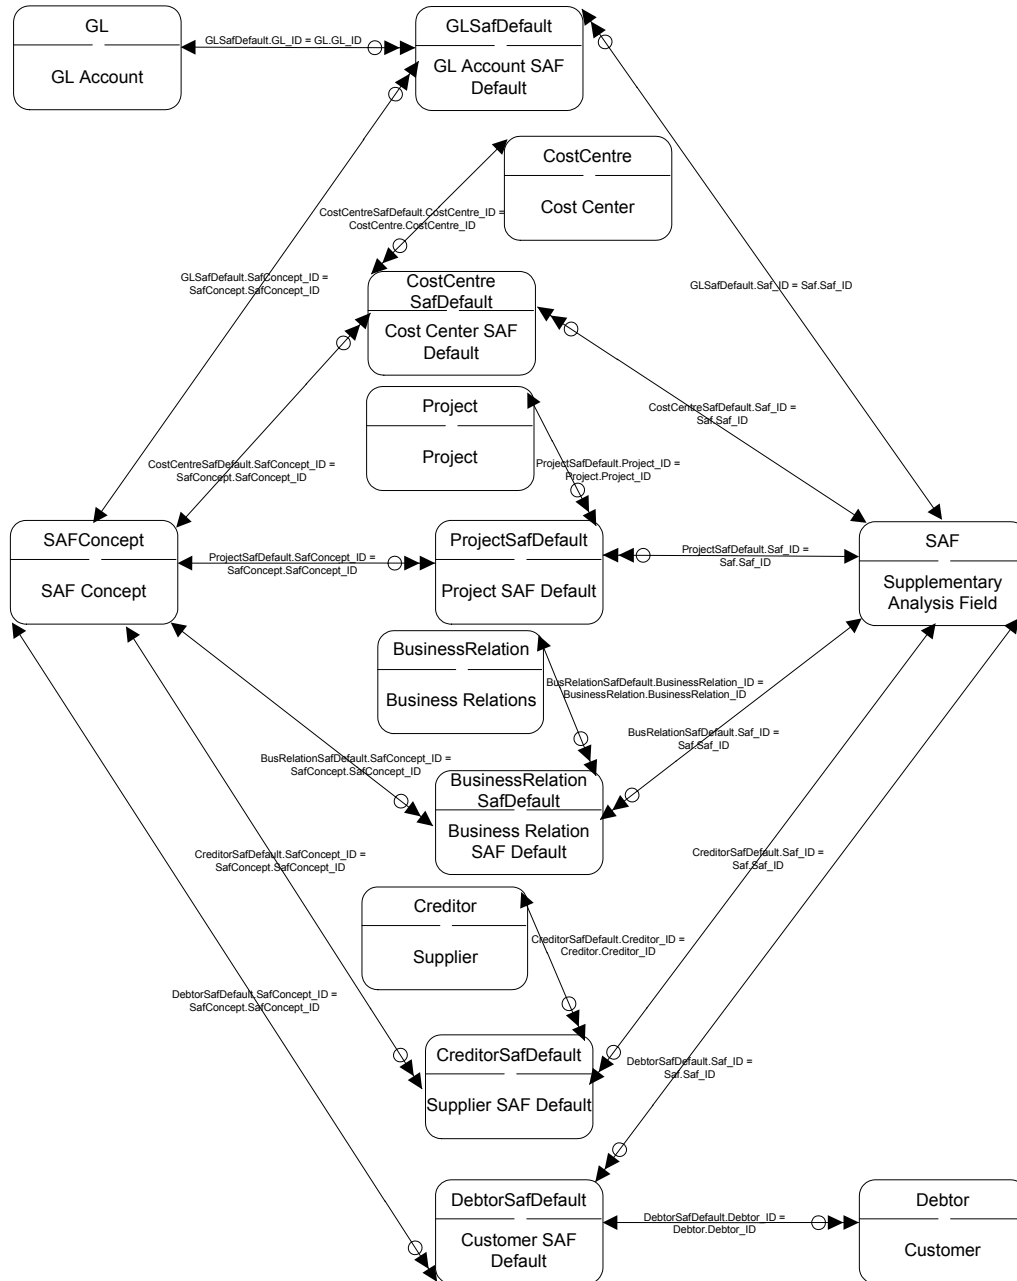 GL
GL Account
GLSafDefault.GL_ID = GL.GL_ID
GLSafDefault
GL Account SAF
Default
CostCentre
Cost Center
CostCentreSafDefault.CostCentre_ID =
CostCentre.CostCentre_ID
GLSafDefault.SafConcept_ID =
SafConcept.SafConcept_ID
GLSafDefault.Saf_ID = Saf.Saf_ID
CostCentre
SafDefault
Cost Center SAF
Default
Project
Project
CostCentreSafDefault.Saf_ID =
Saf.Saf_ID
CostCentreSafDefault.SafConcept_ID =
SafConcept.SafConcept_ID
ProjectSafDefault.Project_ID =
Project.Project_ID
SAFConcept
SAF Concept
ProjectSafDefault.SafConcept_ID =
SafConcept.SafConcept_ID
ProjectSafDefault
Project SAF Default
ProjectSafDefault.Saf_ID =
Saf.Saf_ID
SAF
Supplementary
Analysis Field
BusinessRelation
Business Relations
BusRelationSafDefault.BusinessRelation_ID =
BusinessRelation.BusinessRelation_ID
BusRelationSafDefault.SafConcept_ID =
SafConcept.SafConcept_ID
BusRelationSafDefault.Saf_ID =
Saf.Saf_ID
BusinessRelation
SafDefault
Business Relation
SAF Default
CreditorSafDefault.SafConcept_ID =
SafConcept.SafConcept_ID
CreditorSafDefault.Saf_ID =
Saf.Saf_ID
Creditor
Supplier
CreditorSafDefault.Creditor_ID =
Creditor.Creditor_ID
DebtorSafDefault.SafConcept_ID =
SafConcept.SafConcept_ID
CreditorSafDefault
Supplier SAF Default
DebtorSafDefault.Saf_ID =
Saf.Saf_ID
DebtorSafDefault
Customer SAF
Default
DebtorSafDefault.Debtor_ID =
Debtor.Debtor_ID
Debtor
Customer